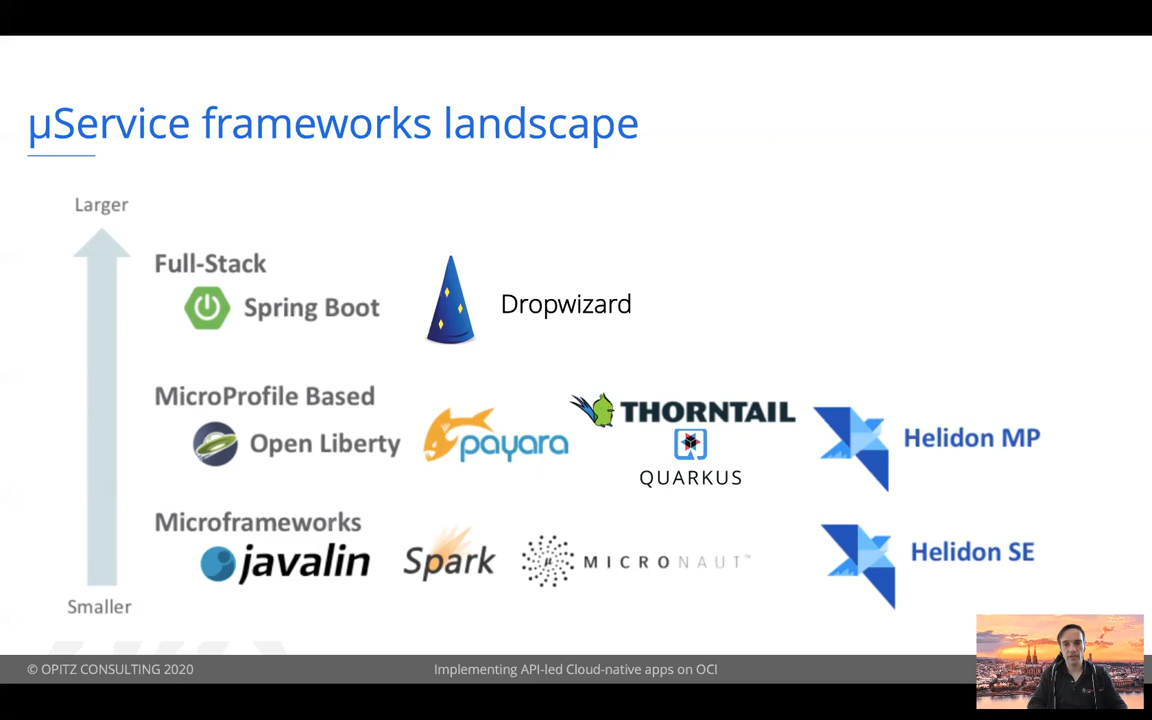 µService frameworks landscape
Larger
Full-Stack
Spring Boot
Dropwizard
MicroProfile Based
Open Liberty
payara
THORNTAIL
QUARKUS
Helidon MP
Microframeworks
javalin
Spark
µ MICRONAUT™
Helidon SE
Smaller
© OPITZ CONSULTING 2020
Implementing API-led Cloud-native apps on OCI